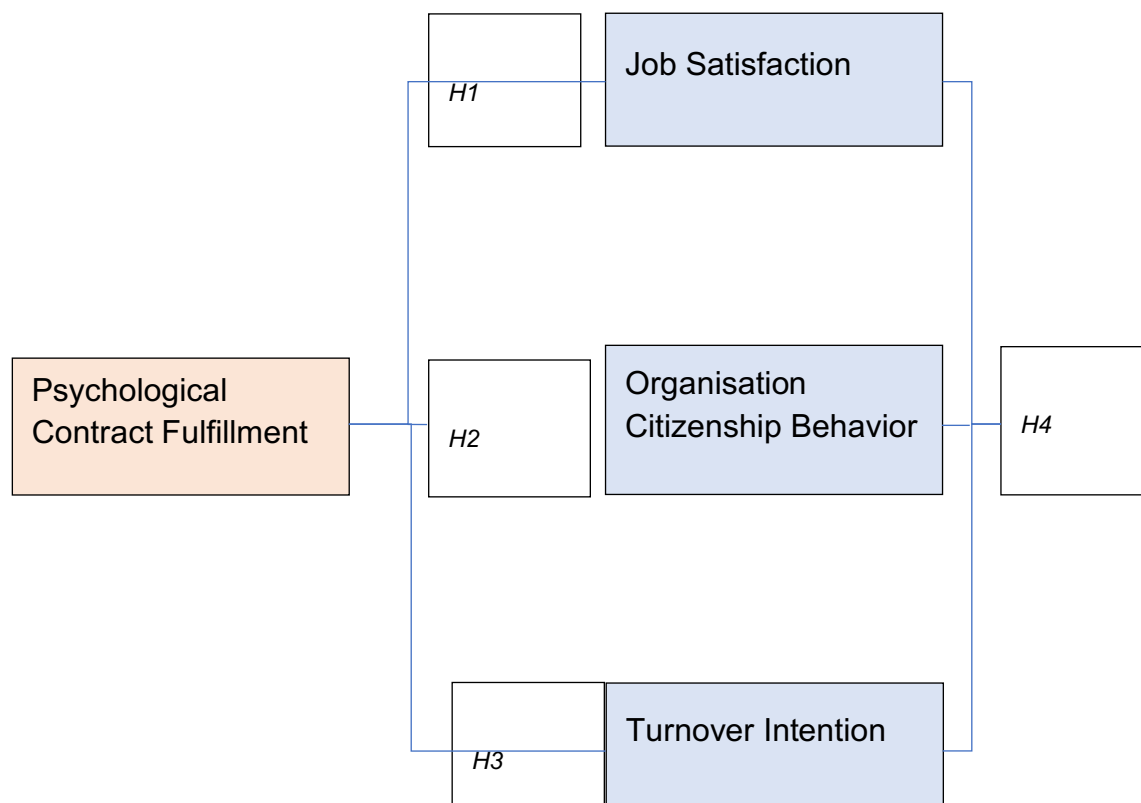 H1
Job Satisfaction
Psychological
Contract Fulfillment
H2
Organisation
Citizenship Behavior
H4
H3
Turnover Intention